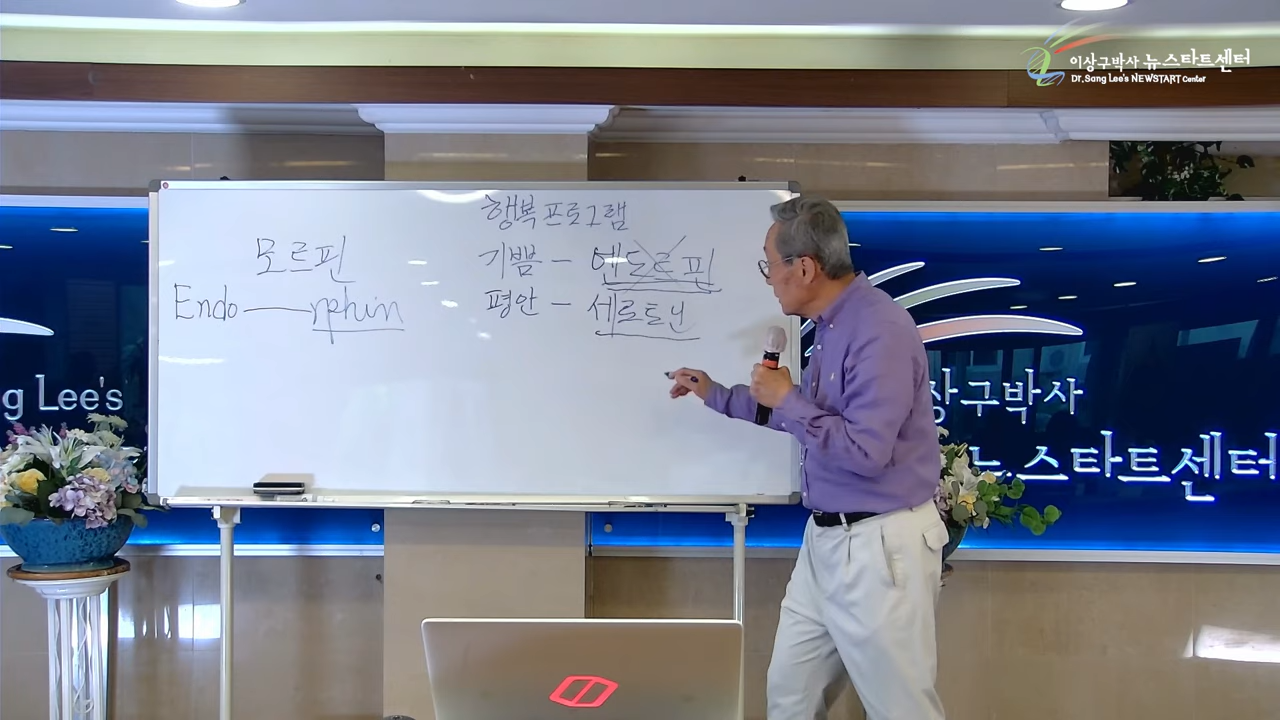 이상구박사 뉴스타트센터
Dr.Sang Lee's NEWSTART Center
행복프로그램
모르핀
기쁨 - 엔도르핀
Endo rphin
평안 - 세로토닌
g Lee's
상구박사
뉴스타트센터